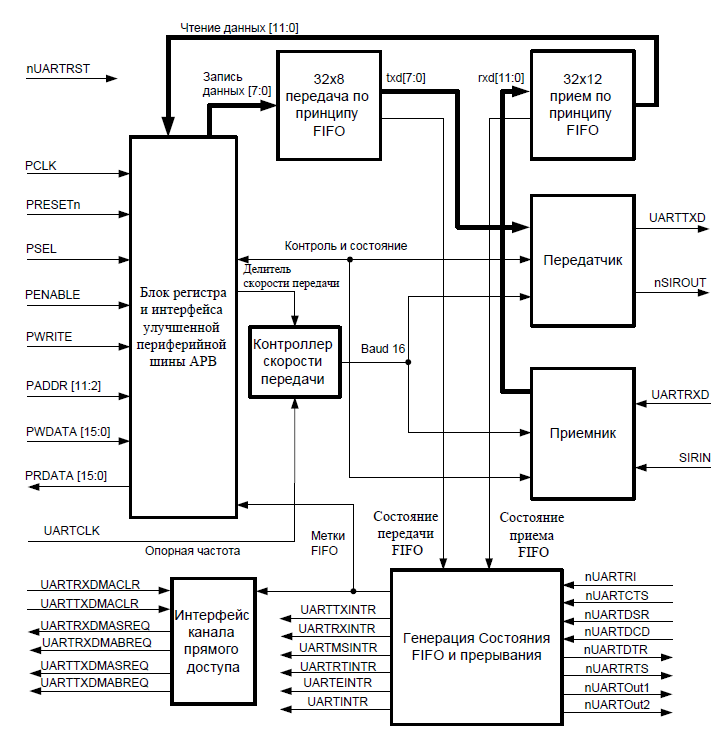 Чтение данных [11:0]
nUARTRST
Запись
данных [7:0]
32x8
передача по
принципу
FIFO
txd[7:0]
rxd[11:0]
32x12
прием по
принципу
FIFO
PCLK
PRESETn
PSEL
PENABLE
PWRITE
PADDR [11:2]
PWDATA [15:0]
PRDATA [15:0]
Блок регистра
и интерфейса
улучшенной
периферийной
шины APB
Контроль и состояние
Делитель
скорости передачи
Контроллер
скорости
передачи
Baud 16
Передатчик
UARTTXD
nSIROUT
Приемник
UARTRXD
SIRIN
UARTCLK
Опорная частота
Метки
FIFO
Состояние
передачи
FIFO
Состояние
приема
FIFO
UARTRXDMACLR
UARTTXDMACLR
UARTRXDMASREQ
UARTRXDMABREQ
UARTTXDMASREQ
UARTTXDMABREQ
Интерфейс
канала
прямого
доступа
UARTTXINTR
UARTRXINTR
UARTMSINTR
UARTRTINTR
UARTEINTR
UARTINTR
Генерация Состояния
FIFO и прерывания
nUARTRI
nUARTCTS
nUARTDSR
nUARTDCD
nUARTDTR
nUARTRTS
nUARTOut1
nUARTOut2